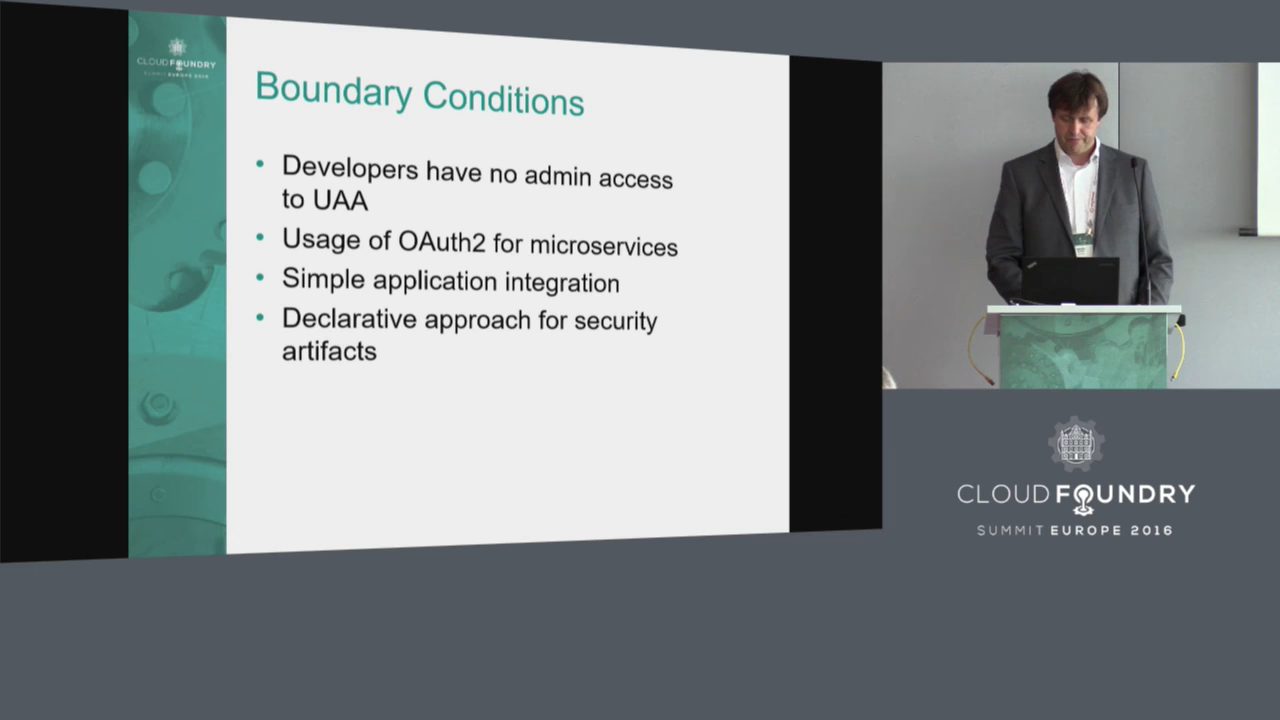 CLOUD FOUNDRY
SUMMIT EUROPE 2016
Boundary Conditions
• Developers have no admin access
to UAA
• Usage of OAuth2 for microservices
• Simple application integration
• Declarative approach for security
artifacts
CLOUD FOUNDRY
SUMMIT EUROPE 2016